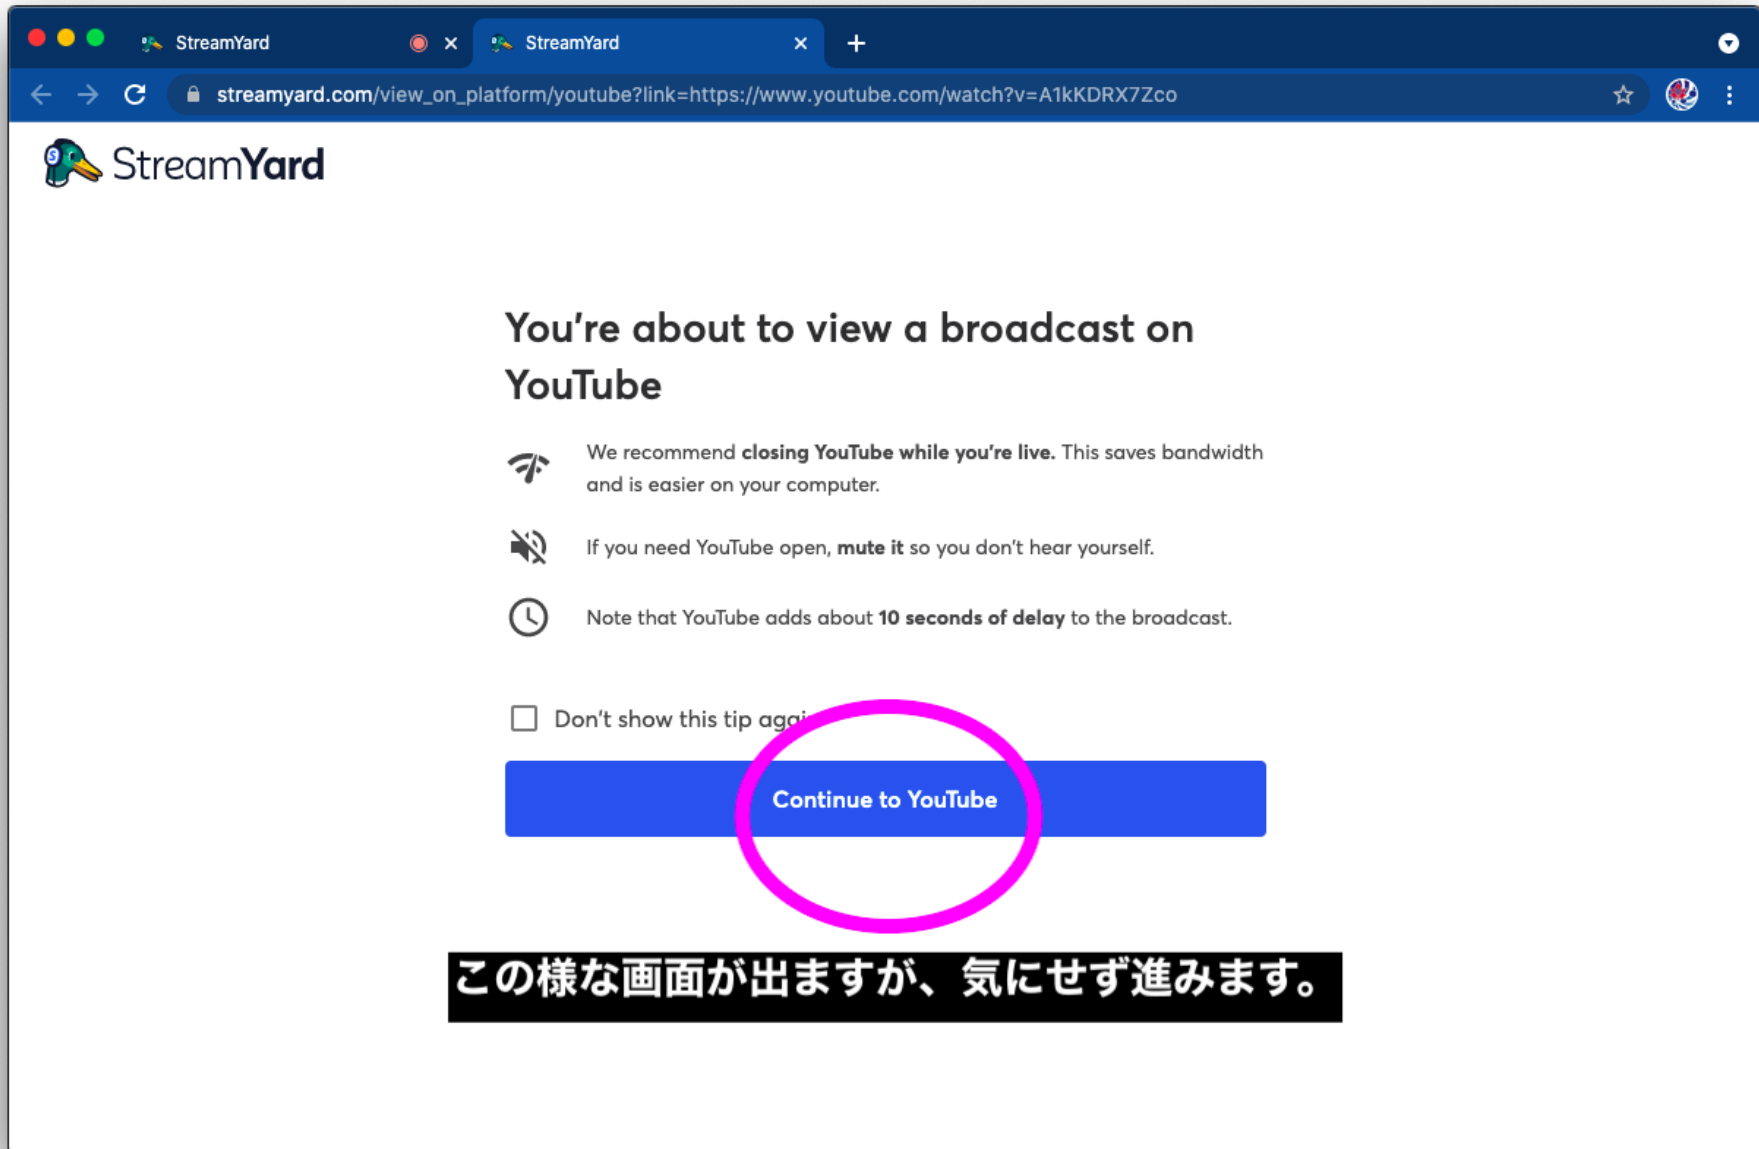 StreamYard
StreamYard
streamyard.com/view_on_platform/youtube?link=https://www.youtube.com/watch?v=A1kKDRX7Zco
StreamYard
You're about to view a broadcast on
YouTube
We recommend closing YouTube while you're live. This saves bandwidth
and is easier on your computer.
If you need YouTube open, mute it so you don't hear yourself.
Note that YouTube adds about 10 seconds of delay to the broadcast.
Don't show this tip again
Continue to YouTube
この様な画面が出ますが、気にせず進みます。